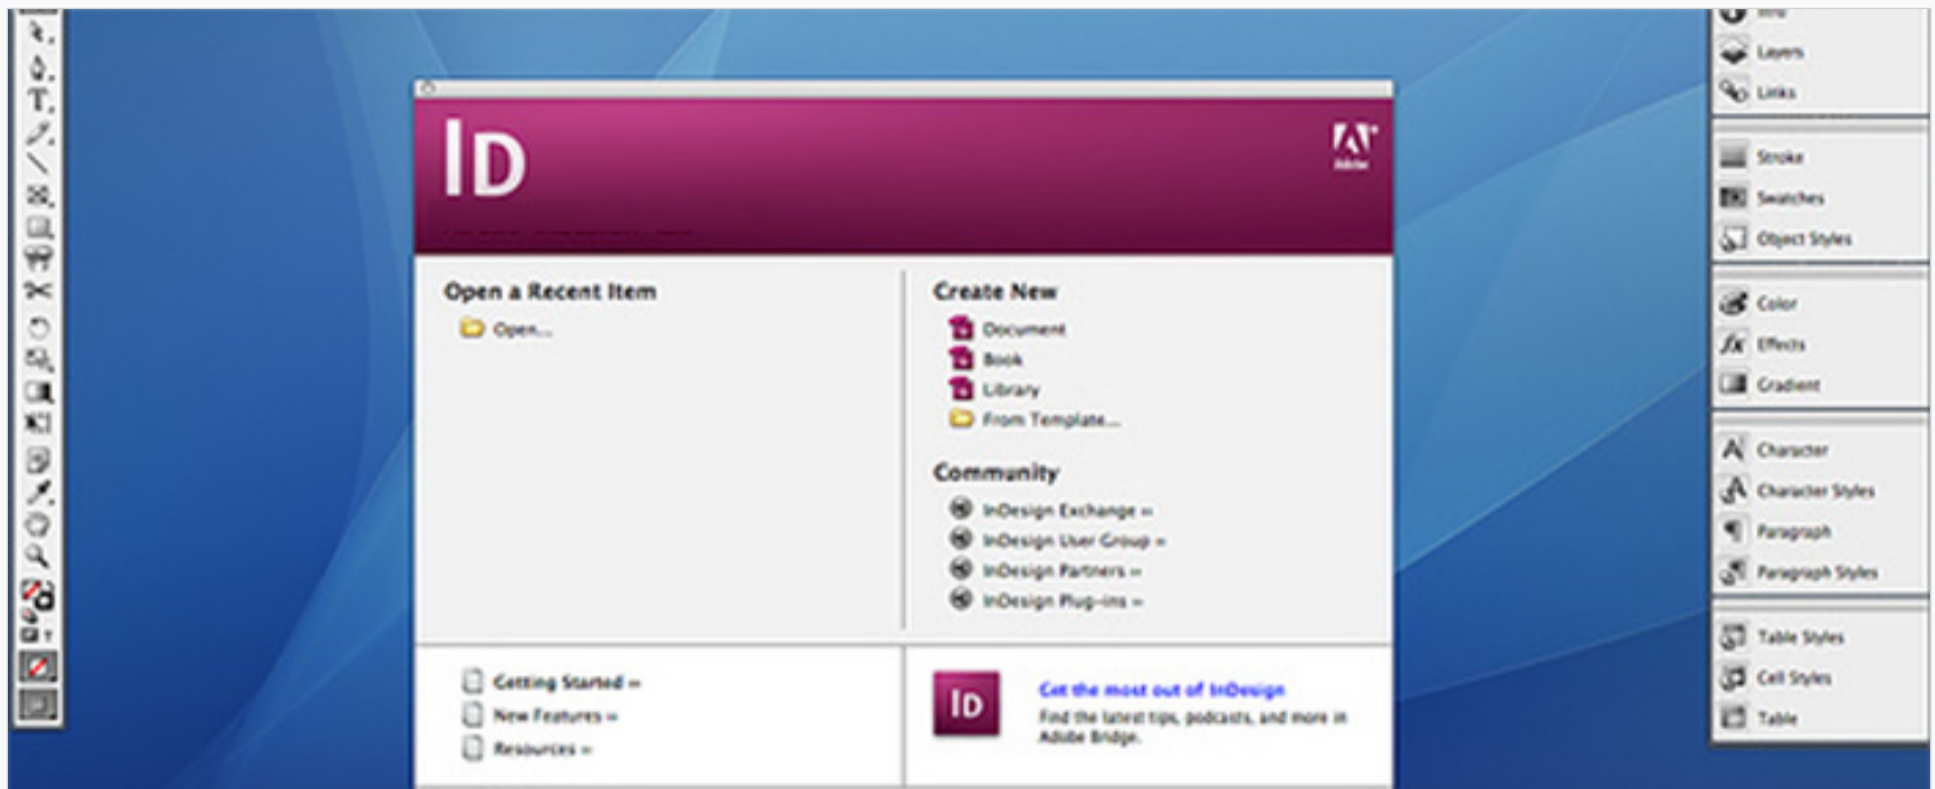 T
ID
Adobe
Open a Recent Item
Open...
Create New
Document
Book
Library
From Template...
Community
InDesign Exchange »
InDesign User Group »
InDesign Partners »
InDesign Plug-ins »
Getting Started »
New Features »
Resources »
ID
Get the most out of InDesign
Find the latest tips, podcasts, and more in
Adobe Bridge.
Info
Layers
Links
Stroke
Swatches
Object Styles
Color
fx Effects
Gradient
A Character
A Character Styles
¶ Paragraph
¶ Paragraph Styles
Table Styles
Cell Styles
Table